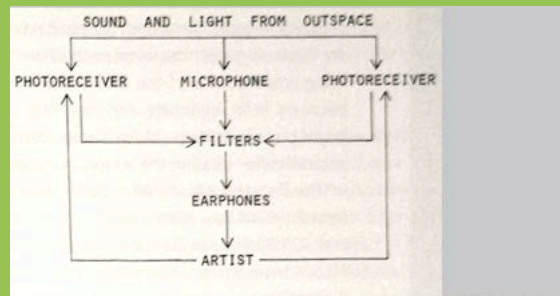 SOUND AND LIGHT FROM OUTSPACE
PHOTORECEIVER MICROPHONE PHOTORECEIVER
FILTERS
EARPHONES
ARTIST